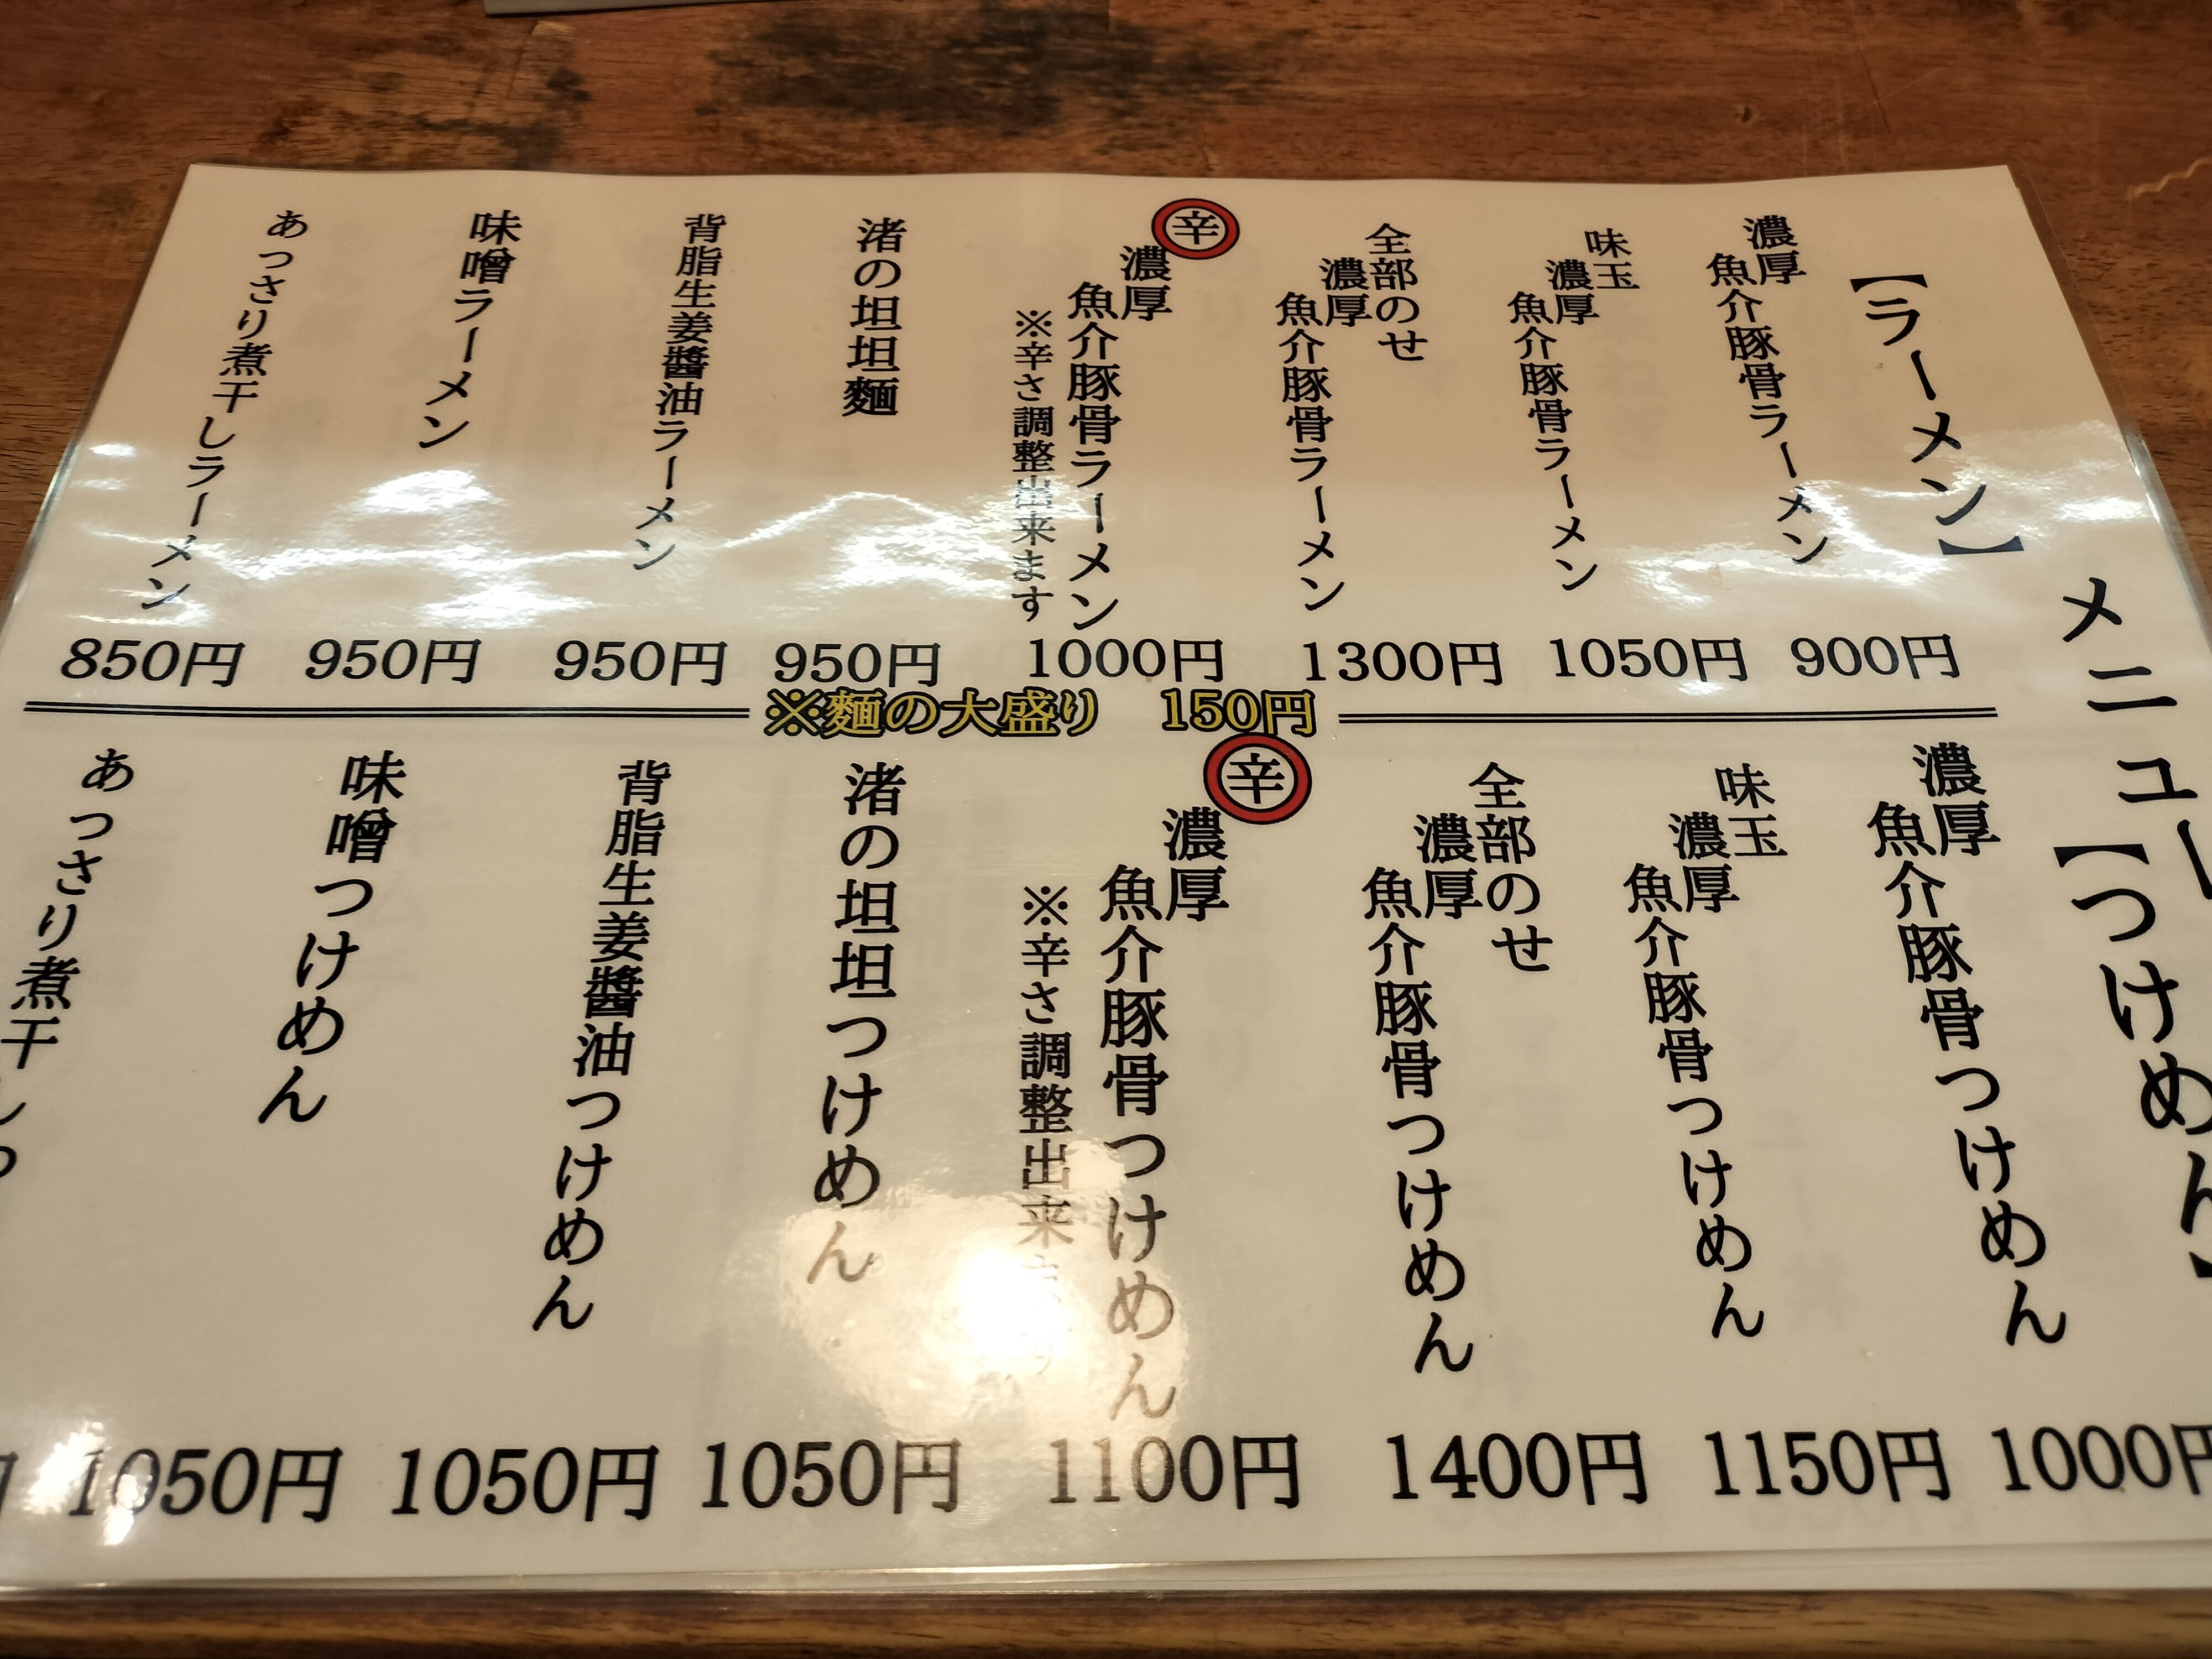 メニュー
【ラーメン】
濃厚
魚介豚骨ラーメン
900円
味玉
濃厚
魚介豚骨ラーメン
1050円
全部のせ
濃厚
魚介豚骨ラーメン
1300円
辛
濃厚
魚介豚骨ラーメン
※辛さ調整出来ます
1000円
渚の坦坦麺
950円
背脂生姜醬油ラーメン
950円
味噌ラーメン
950円
あっさり煮干しラーメン
850円
※麺の大盛り 150円
【つけめん】
濃厚
魚介豚骨つけめん
1000円
味玉
濃厚
魚介豚骨つけめん
1150円
全部のせ
濃厚
魚介豚骨つけめん
1400円
辛
濃厚
魚介豚骨つけめん
※辛さ調整出来
1100円
渚の坦坦つけめん
1050円
背脂生姜醬油つけめん
1050円
味噌つけめん
1050円
あっさり煮干しつ